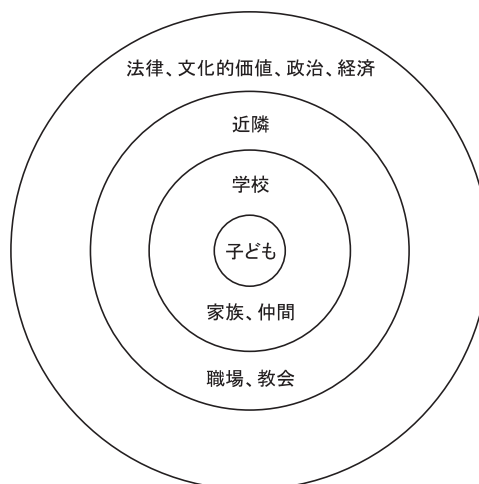 法律、文化的価値、政治、経済
近隣
学校
子ども
家族、仲間
職場、教会